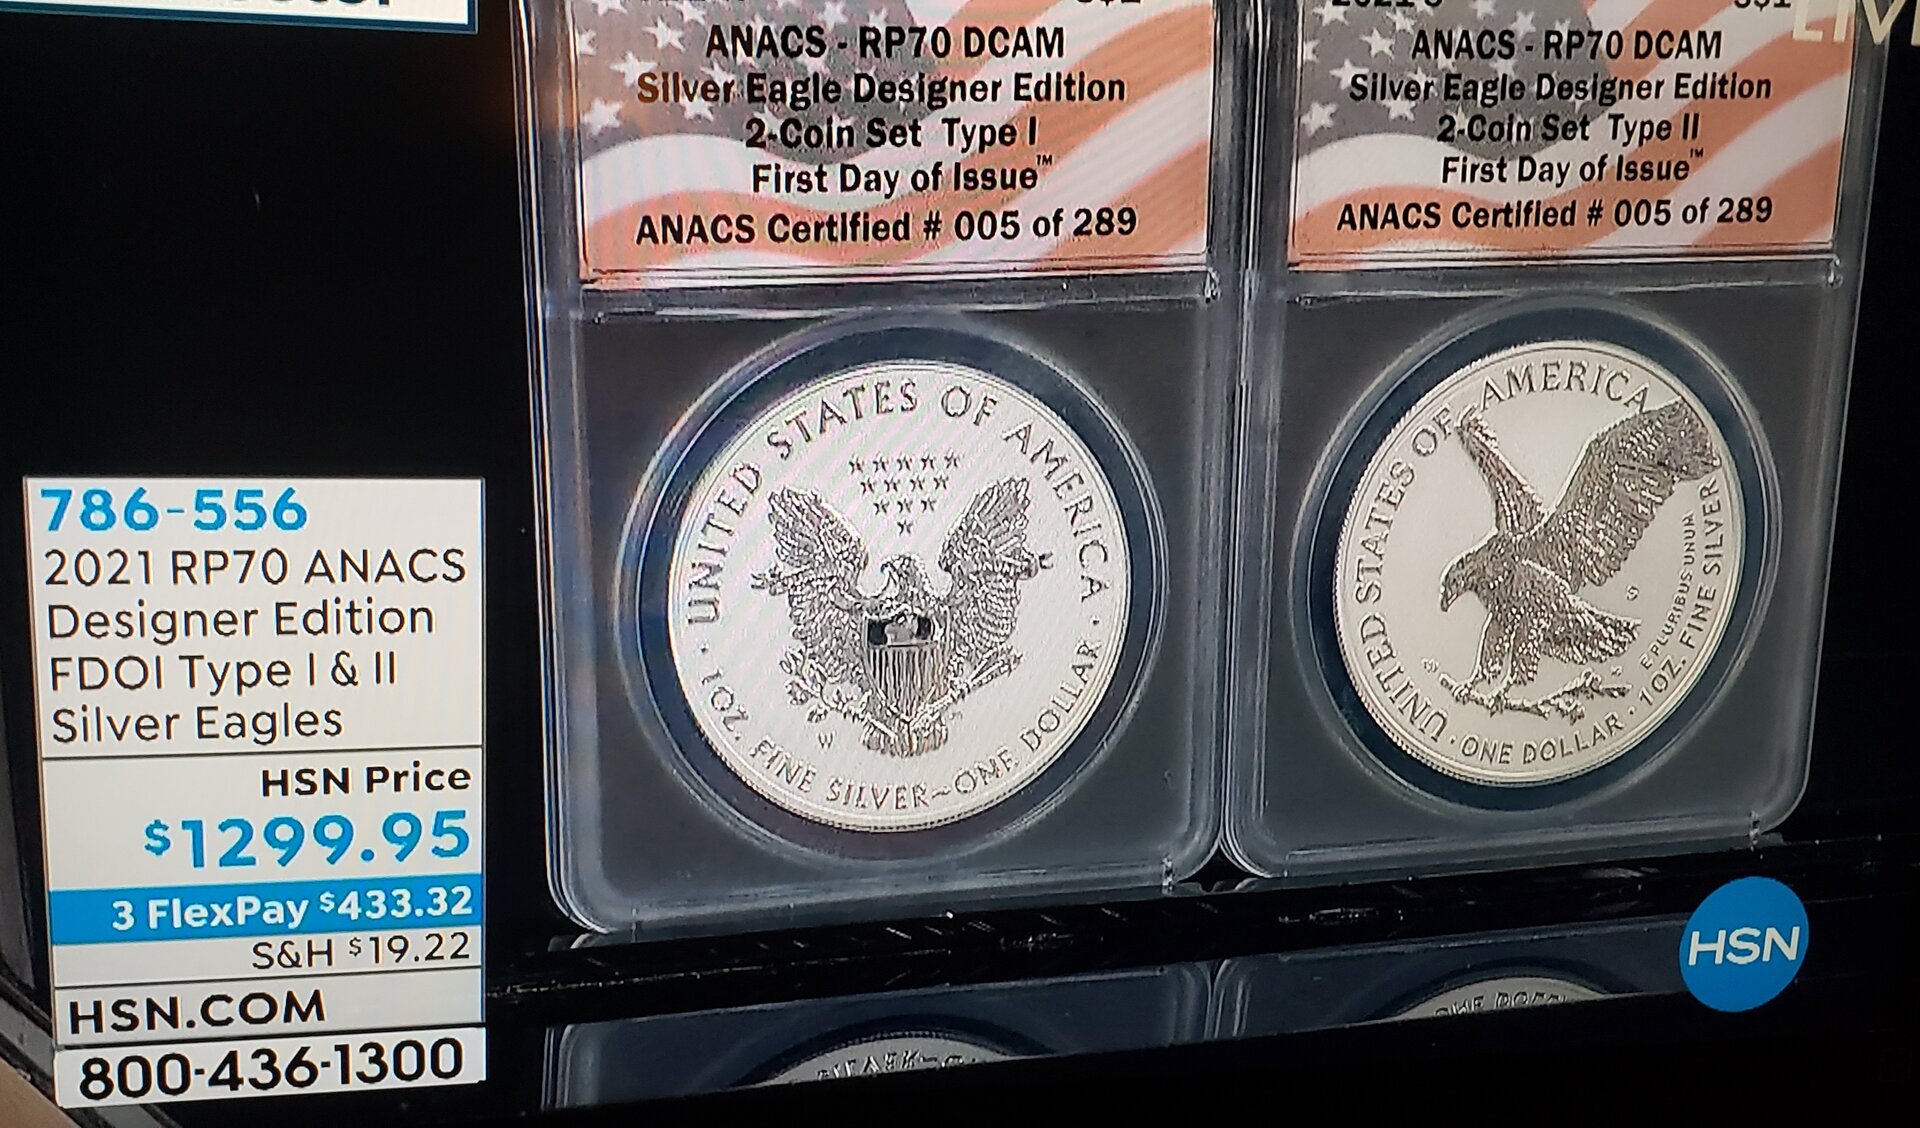 ANACS - RP70 DCAM
Silver Eagle Designer Edition
2-Coin Set Type I
First Day of Issue™
ANACS Certified # 005 of 289
ANACS - RP70 DCAM
Silver Eagle Designer Edition
2-Coin Set Type II
First Day of Issue™
ANACS Certified # 005 of 289
LIV
UNITED STATES OF AMERICA
W
1 OZ. FINE SILVER~ONE DOLLAR
UNITED STATES OF AMERICA
S
E PLURIBUS UNUM
ONE DOLLAR · 1 OZ. FINE SILVER
786-556
2021 RP70 ANACS
Designer Edition
FDOI Type I & II
Silver Eagles
HSN Price
$1299.95
3 FlexPay $433.32
S&H $19.22
HSN.COM
800-436-1300
HSN